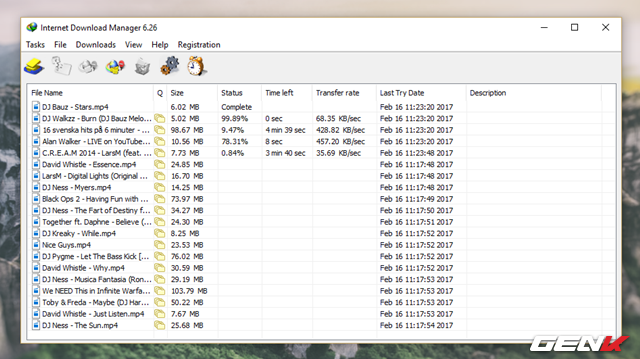 Internet Download Manager 6.26
Tasks File Downloads View Help Registration
File Name Q Size Status Time left Transfer rate Last Try Date Description
DJ Bauz - Stars.mp4 6.02 MB Complete Feb 16 11:23:20 2017
DJ Walkzz - Burn (DJ Bauz Melo... 5.02 MB 99.89% 0 sec 68.35 KB/sec Feb 16 11:23:20 2017
16 svenska hits på 6 minuter - ... 98.67 MB 9.47% 4 min 39 sec 428.82 KB/sec Feb 16 11:23:20 2017
Alan Walker - LIVE on YouTube... 10.56 MB 78.31% 8 sec 457.20 KB/sec Feb 16 11:23:20 2017
C.R.E.A.M 2014 - LarsM (feat. ... 7.73 MB 0.84% 3 min 40 sec 35.69 KB/sec Feb 16 11:17:48 2017
David Whistle - Essence.mp4 24.85 MB Feb 16 11:17:48 2017
LarsM - Digital Lights (Original ... 16.70 MB Feb 16 11:17:48 2017
DJ Ness - Myers.mp4 14.25 MB Feb 16 11:17:48 2017
Black Ops 2 - Having Fun with ... 73.97 MB Feb 16 11:17:49 2017
DJ Ness - The Fart of Destiny f... 34.27 MB Feb 16 11:17:50 2017
Together ft. Daphne - Believe (... 24.30 MB Feb 16 11:17:51 2017
DJ Kreaky - While.mp4 8.25 MB Feb 16 11:17:52 2017
Nice Guys.mp4 23.53 MB Feb 16 11:17:52 2017
DJ Pygme - Let The Bass Kick [... 76.02 MB Feb 16 11:17:52 2017
David Whistle - Why.mp4 30.59 MB Feb 16 11:17:52 2017
DJ Ness - Musica Fantasia (Ron... 29.19 MB Feb 16 11:17:53 2017
We NEED This in Infinite Warfa... 103.79 MB Feb 16 11:17:53 2017
Toby & Freda - Maybe (DJ Har... 50.22 MB Feb 16 11:17:53 2017
David Whistle - Just Listen.mp4 7.67 MB Feb 16 11:17:53 2017
DJ Ness - The Sun.mp4 25.68 MB Feb 16 11:17:54 2017
GENK